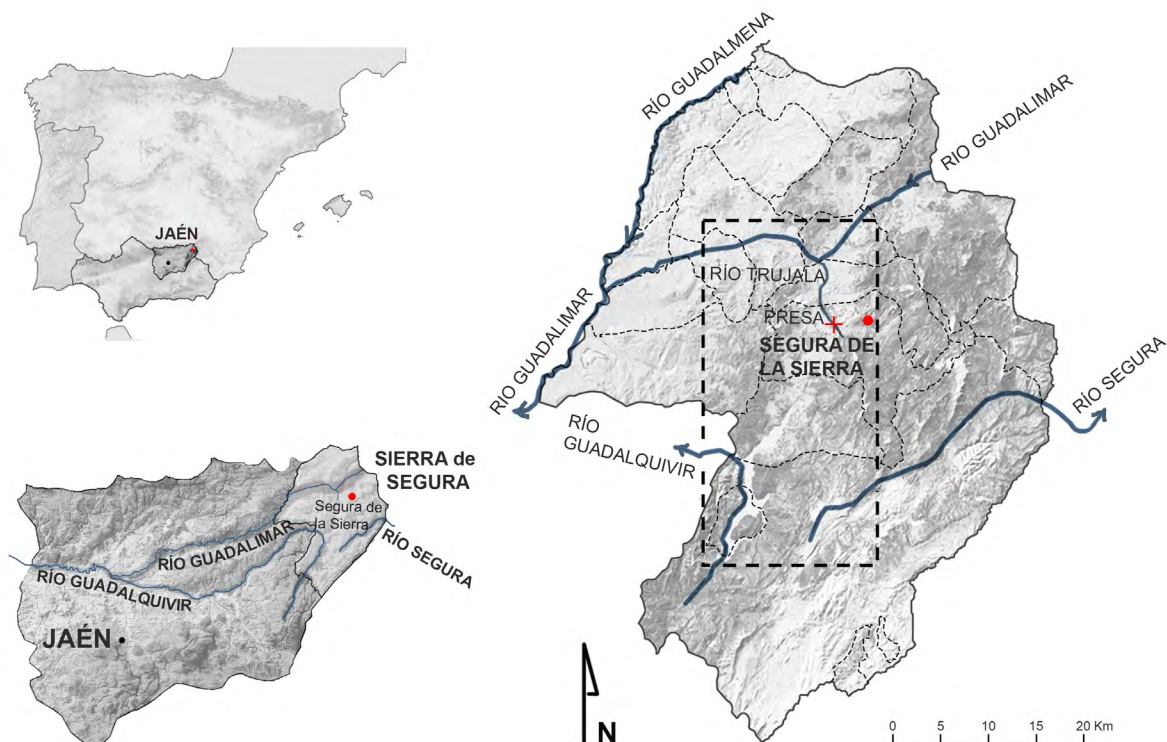 JAÉN
SIERRA de
SEGURA
Segura de
la Sierra
RÍO GUADALIMAR
RÍO SEGURA
RÍO GUADALQUIVIR
JAÉN
RÍO GUADALMENA
RIO GUADALIMAR
RÍO TRUJALA
PRESA
SEGURA DE
LA SIERRA
RIO GUADALIMAR
RÍO SEGURA
RÍO
GUADALQUIVIR
N
0 5 10 15 20 Km